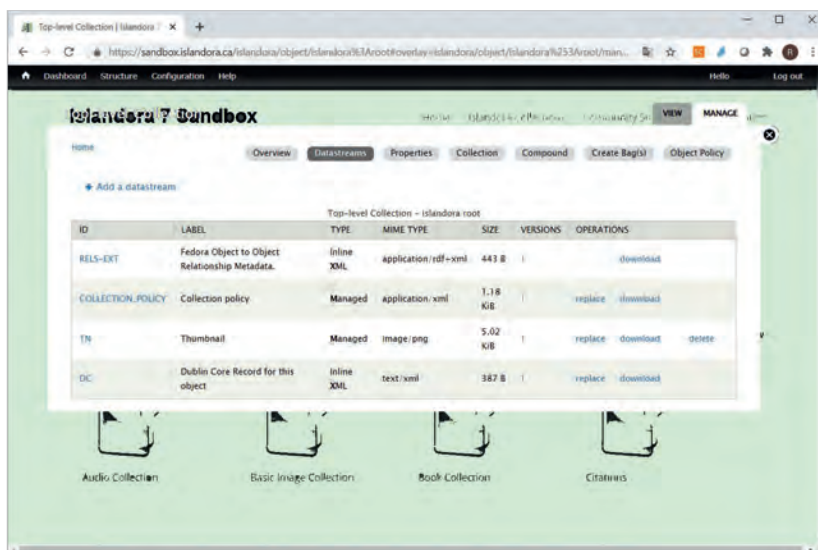 Top-level Collection | Islandora 7
https://sandbox.islandora.ca/islandora/object/islandora%3Aroot#overlay=islandora/object/islandora%253Aroot/man...
Dashboard Structure Configuration Help Hello Log out
Islandora 7 Sandbox
VIEW MANAGE
Home
Overview Datastreams Properties Collection Compound Create Bag(s) Object Policy
+ Add a datastream
Top-level Collection - islandora root
ID LABEL TYPE MIME TYPE SIZE VERSIONS OPERATIONS
RELS-EXT Fedora Object to Object Relationship Metadata. Inline XML application/rdf+xml 443 B 1 download
COLLECTION_POLICY Collection policy Managed application/xml 1.18 KiB 1 replace download
TN Thumbnail Managed image/png 5.02 KiB 1 replace download delete
DC Dublin Core Record for this object Inline XML text/xml 387 B 1 replace download
Audio Collection Basic Image Collection Book Collection Citations